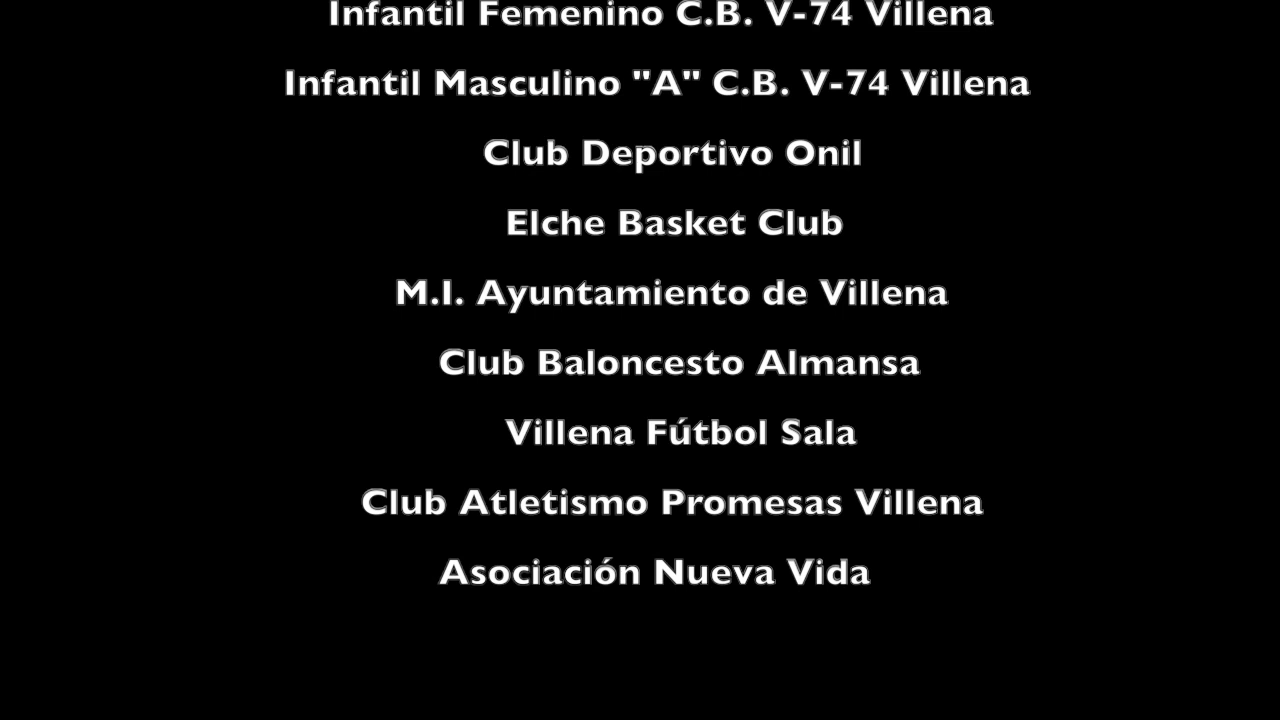 Infantil Femenino C.B. V-74 Villena
Infantil Masculino "A" C.B. V-74 Villena
Club Deportivo Onil
Elche Basket Club
M.I. Ayuntamiento de Villena
Club Baloncesto Almansa
Villena Fútbol Sala
Club Atletismo Promesas Villena
Asociación Nueva Vida